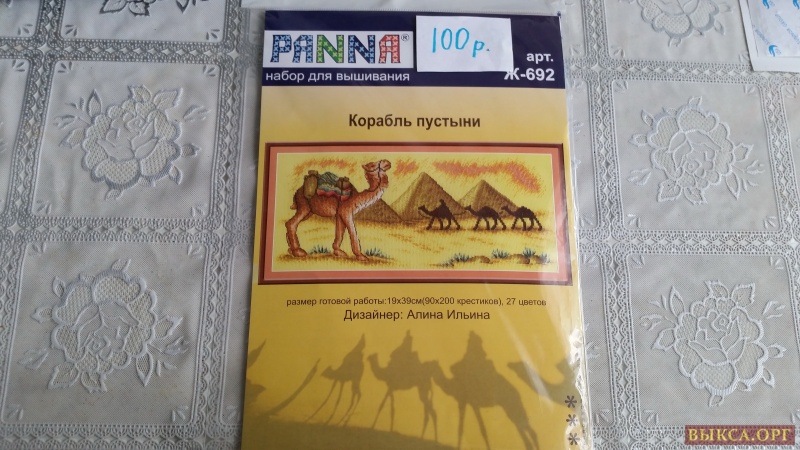 PANNA®
100р.
арт.
набор для вышивания
Ж-692
Корабль пустыни
размер готовой работы:19х39см(90х200 крестиков), 27 цветов
Дизайнер: Алина Ильина
ВЫКСА.ОРГ